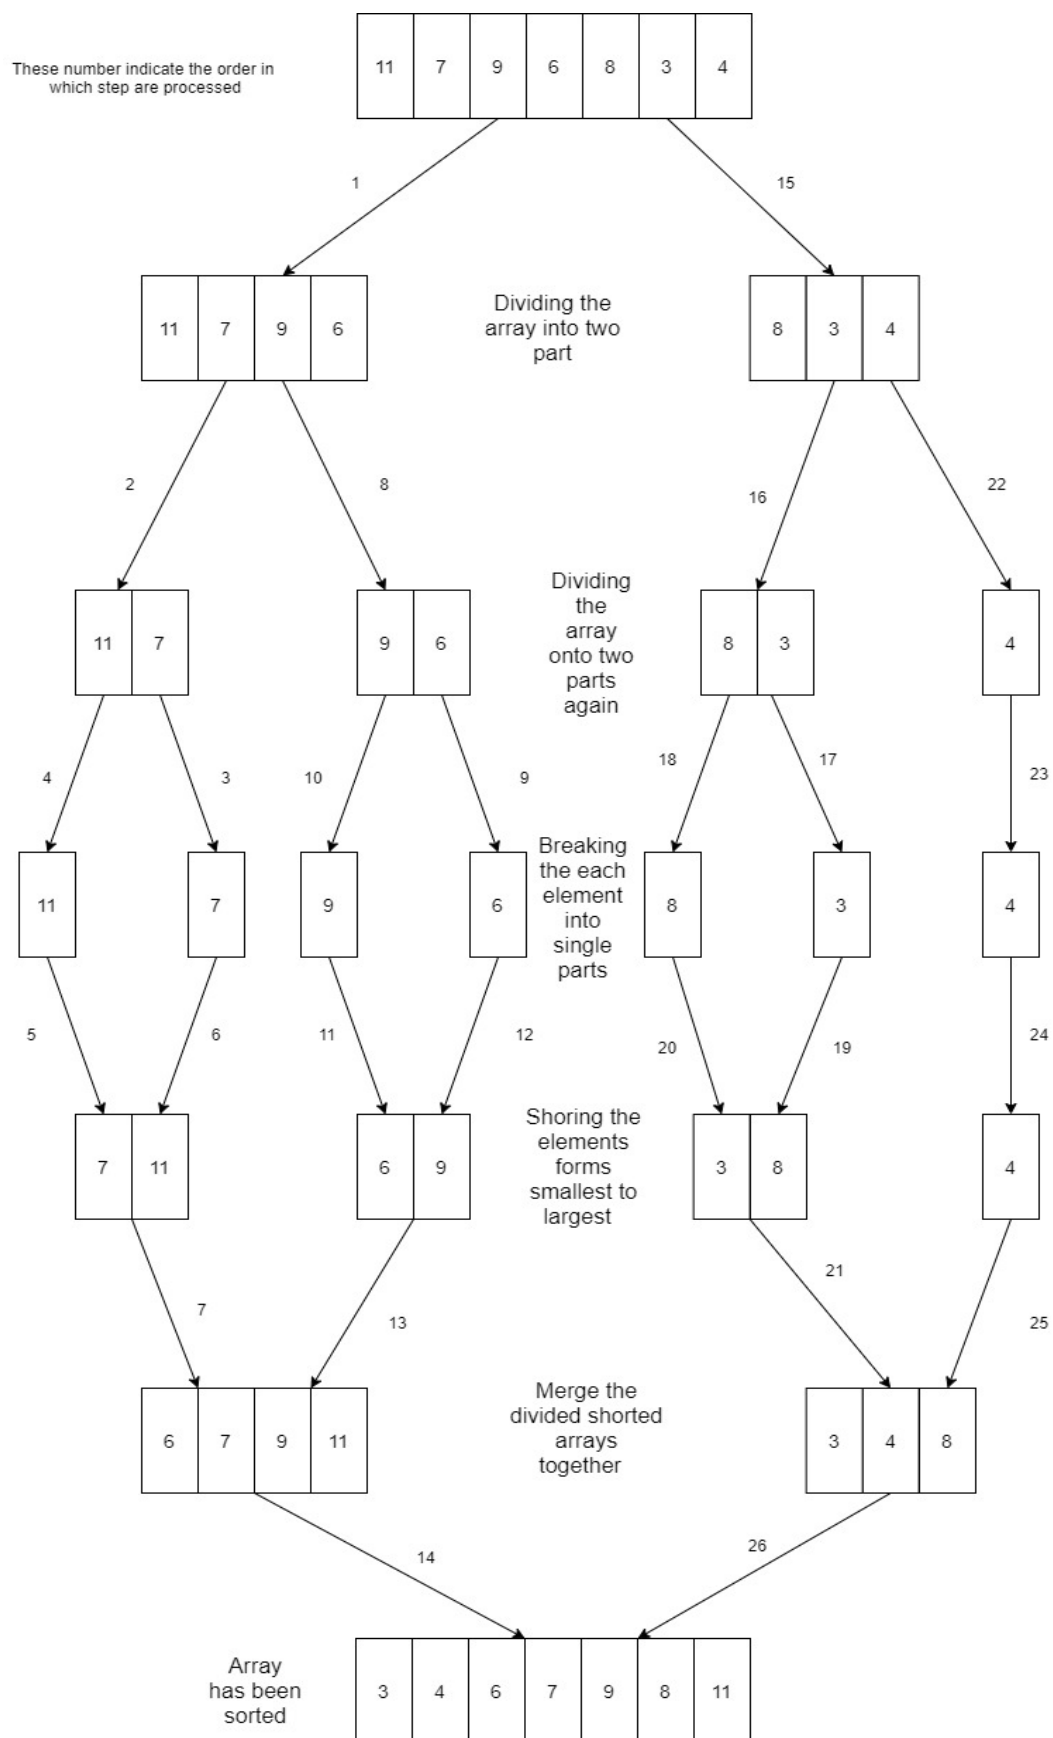 11 7 9 6 8 3 4
These number indicate the order in
which step are processed
1 15
11 7 9 6
Dividing the
array into two
part
8 3 4
2 8 16 22
11 7
9 6
Dividing
the
array
onto two
parts
again
8 3
4
4 3 10 9 18 17 23
11 7 9 6
Breaking
the each
element
into
single
parts
8 3 4
5 6 11 12 20 19 24
7 11
6 9
Shoring the
elements
forms
smallest to
largest
3 8
4
7 13 21 25
6 7 9 11
Merge the
divided shorted
arrays
together
3 4 8
14 26
Array
has been
sorted
3 4 6 7 9 8 11